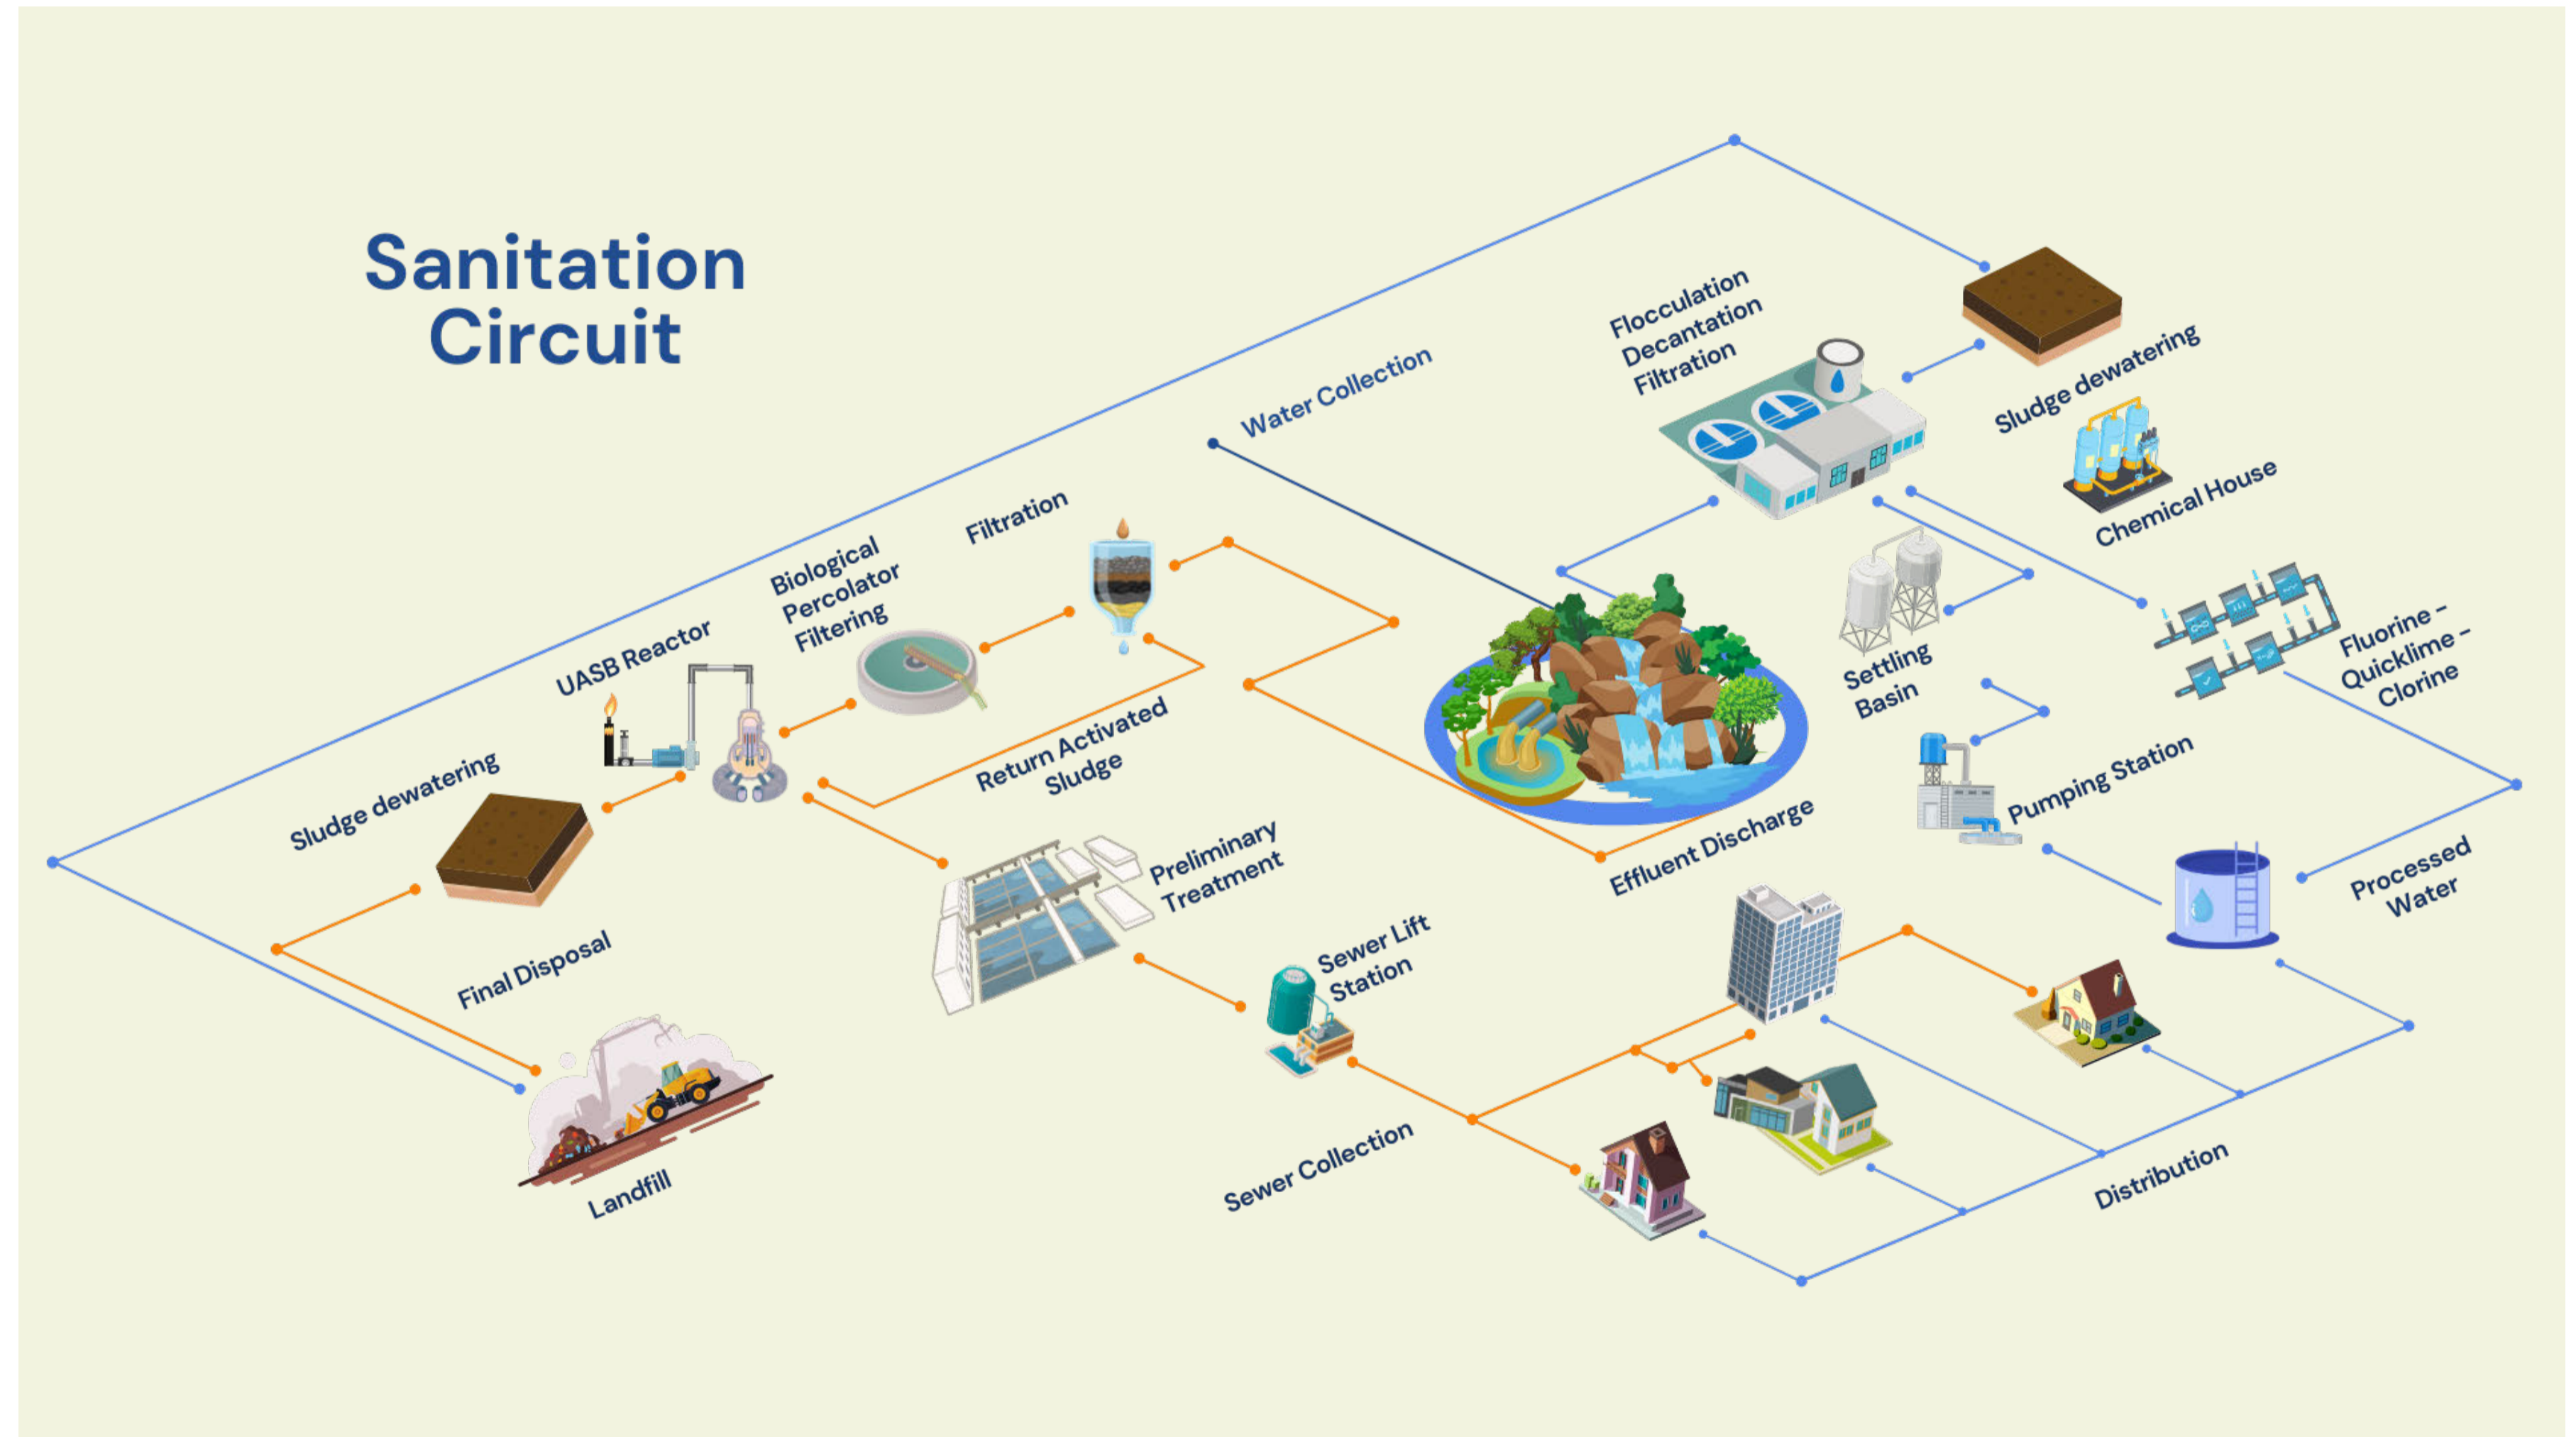 Sanitation
Circuit
Water Collection
Flocculation
Decantation
Filtration
Sludge dewatering
Chemical House
Fluorine –
Quicklime –
Clorine
Settling
Basin
Pumping Station
Processed
Water
Filtration
Biological
Percolator
Filtering
UASB Reactor
Sludge dewatering
Return Activated
Sludge
Preliminary
Treatment
Effluent Discharge
Sewer Lift
Station
Final Disposal
Landfill
Sewer Collection
Distribution